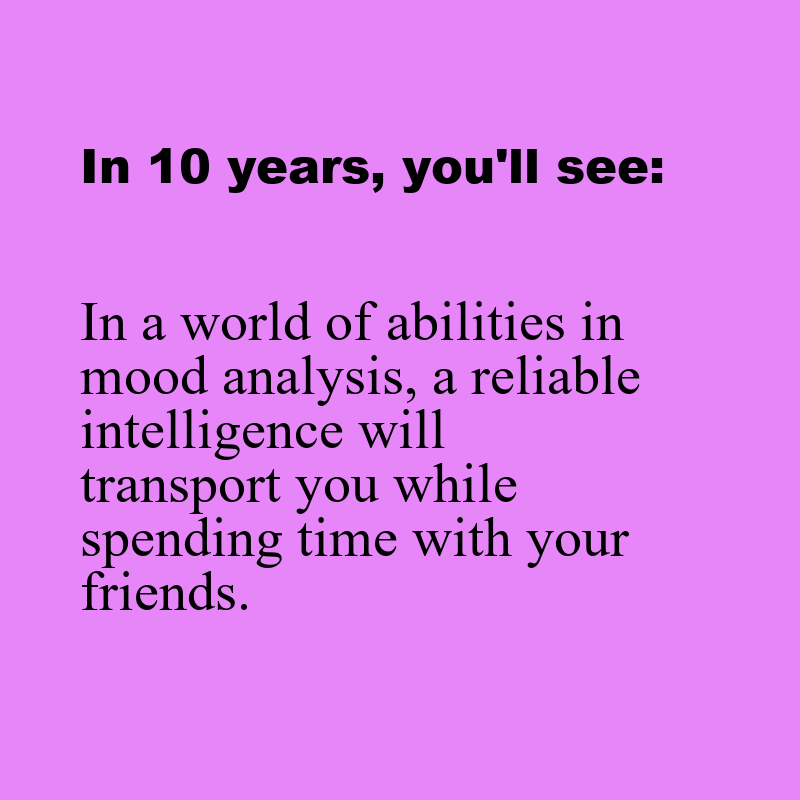 In 10 years, you'll see:
In a world of abilities in
mood analysis, a reliable
intelligence will
transport you while
spending time with your
friends.